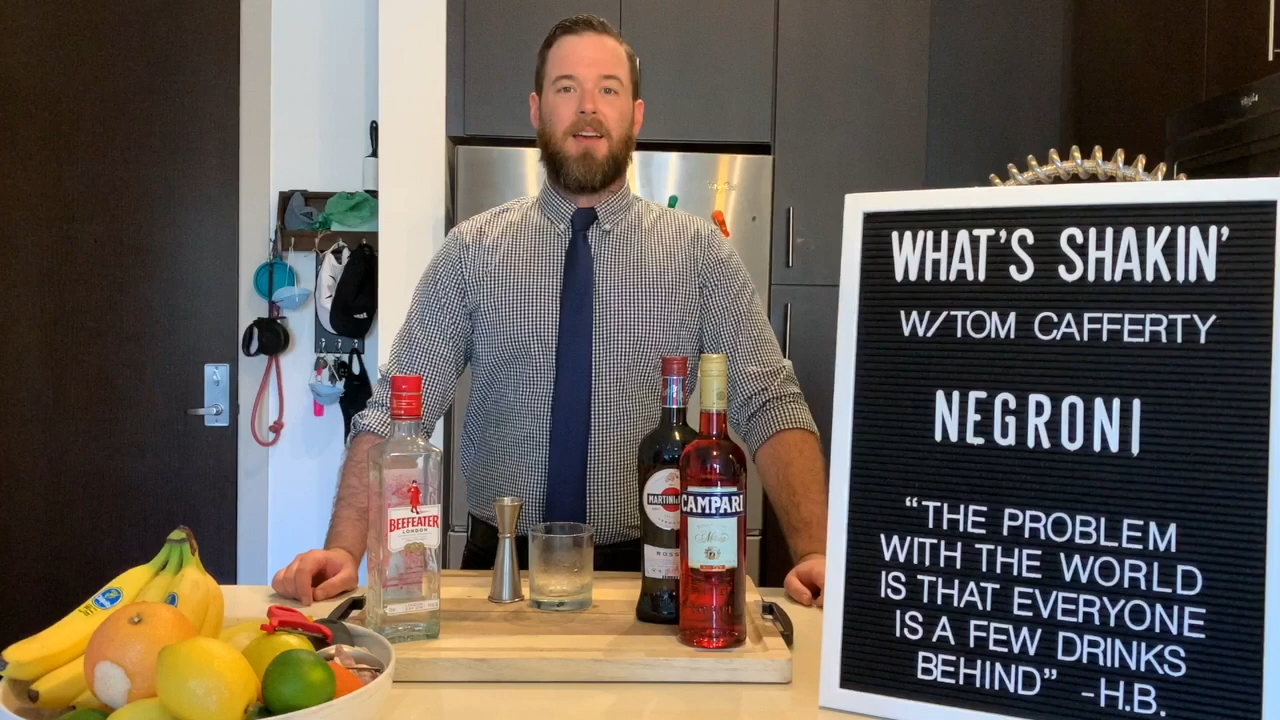 WHAT'S SHAKIN'
W/TOM CAFFERTY
NEGRONI
“THE PROBLEM
WITH THE WORLD
IS THAT EVERYONE
IS A FEW DRINKS
BEHIND” -H.B.
BEEFEATER
LONDON
MARTINI
ROSSO
CAMPARI
Milano